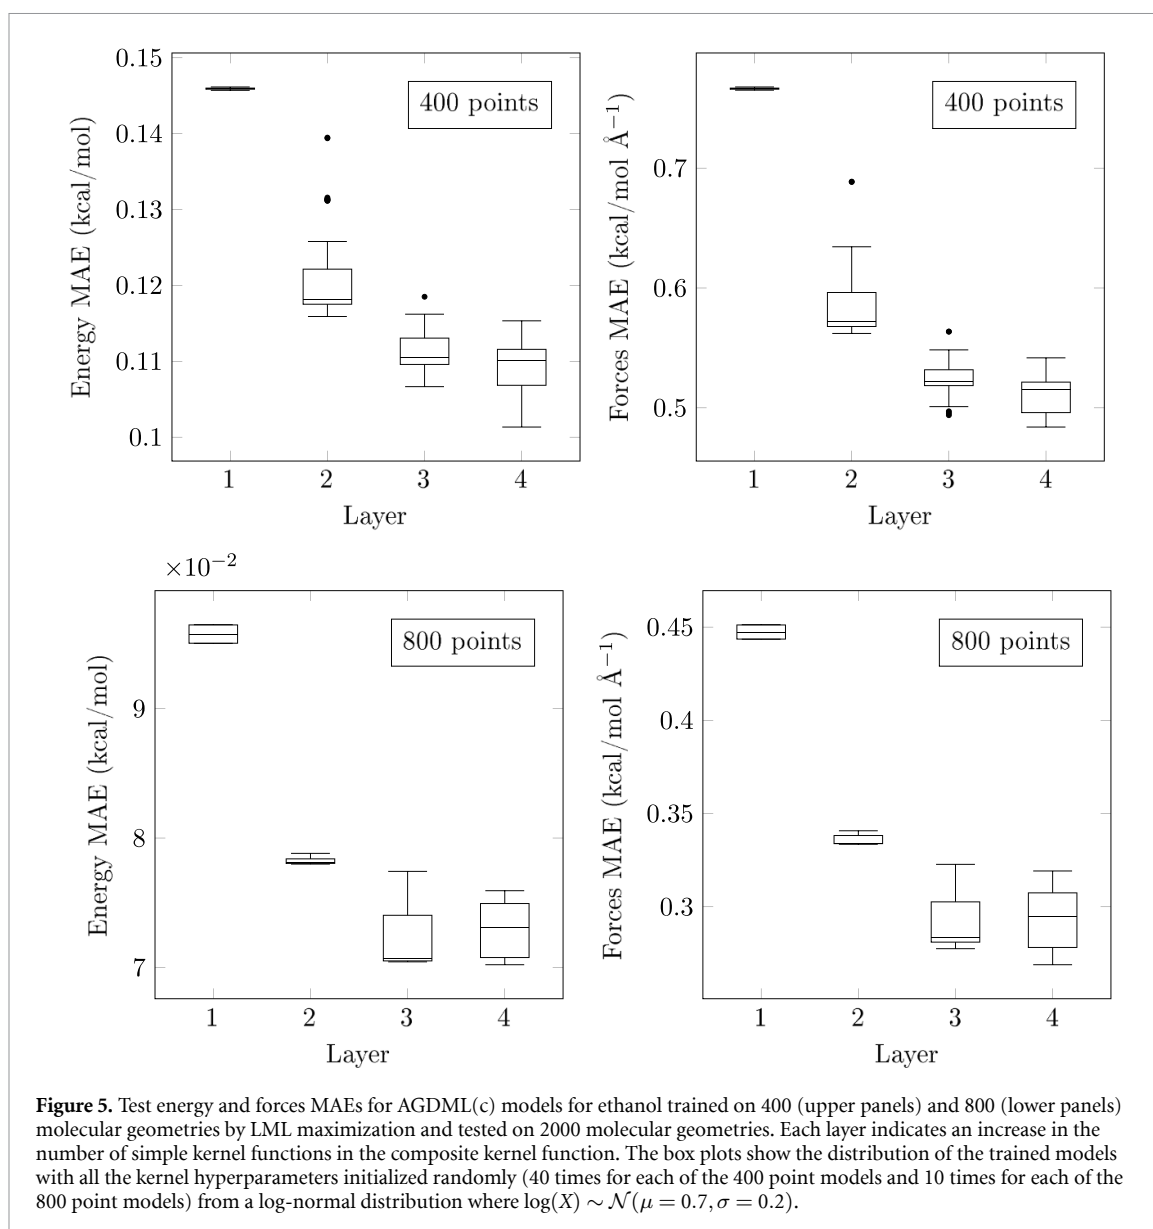 0.15
0.14
0.13
0.12
0.11
0.1
Energy MAE (kcal/mol)
400 points
1 2 3 4
Layer
0.7
0.6
0.5
Forces MAE (kcal/mol Å⁻¹)
400 points
1 2 3 4
Layer
×10⁻²
9
8
7
Energy MAE (kcal/mol)
800 points
1 2 3 4
Layer
0.45
0.4
0.35
0.3
Forces MAE (kcal/mol Å⁻¹)
800 points
1 2 3 4
Layer
Figure 5. Test energy and forces MAEs for AGDML(c) models for ethanol trained on 400 (upper panels) and 800 (lower panels)
molecular geometries by LML maximization and tested on 2000 molecular geometries. Each layer indicates an increase in the
number of simple kernel functions in the composite kernel function. The box plots show the distribution of the trained models
with all the kernel hyperparameters initialized randomly (40 times for each of the 400 point models and 10 times for each of the
800 point models) from a log-normal distribution where log(X) ∼ 𝒩(μ = 0.7, σ = 0.2).